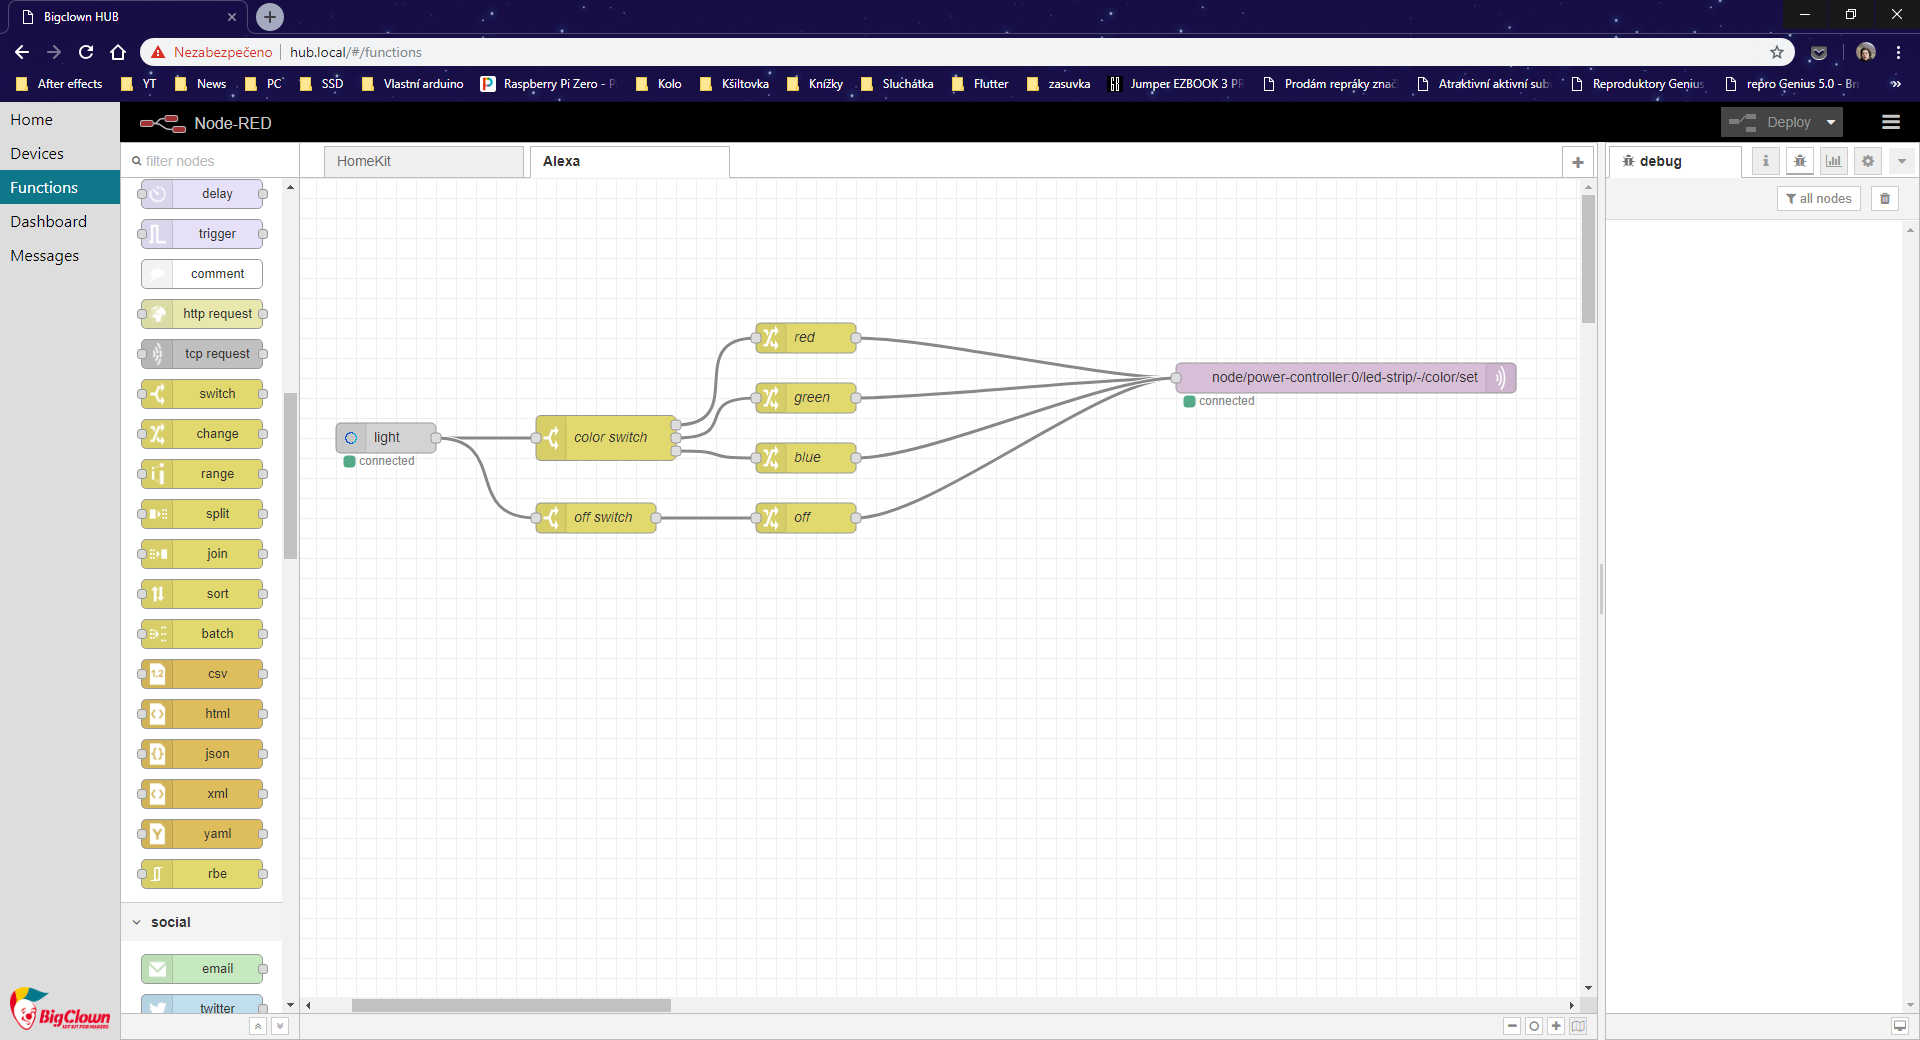 Bigclown HUB
Nezabezpečeno hub.local/#/functions
After effects YT News PC SSD Vlastní arduino Raspberry Pi Zero - P Kolo Kšiltovka Knížky Sluchátka Flutter zasuvka Jumper EZBOOK 3 PR Prodám repráky znač Atraktivní aktivní sub Reproduktory Genius repro Genius 5.0 - Br
Home
Devices
Functions
Dashboard
Messages
Node-RED
Deploy
filter nodes
HomeKit
Alexa
debug
all nodes
delay
trigger
comment
http request
tcp request
switch
change
range
split
join
sort
batch
csv
html
json
xml
yaml
rbe
social
email
twitter
light
connected
color switch
off switch
red
green
blue
off
node/power-controller:0/led-strip/-/color/set
connected
BigClown
IOT KIT FOR MAKERS